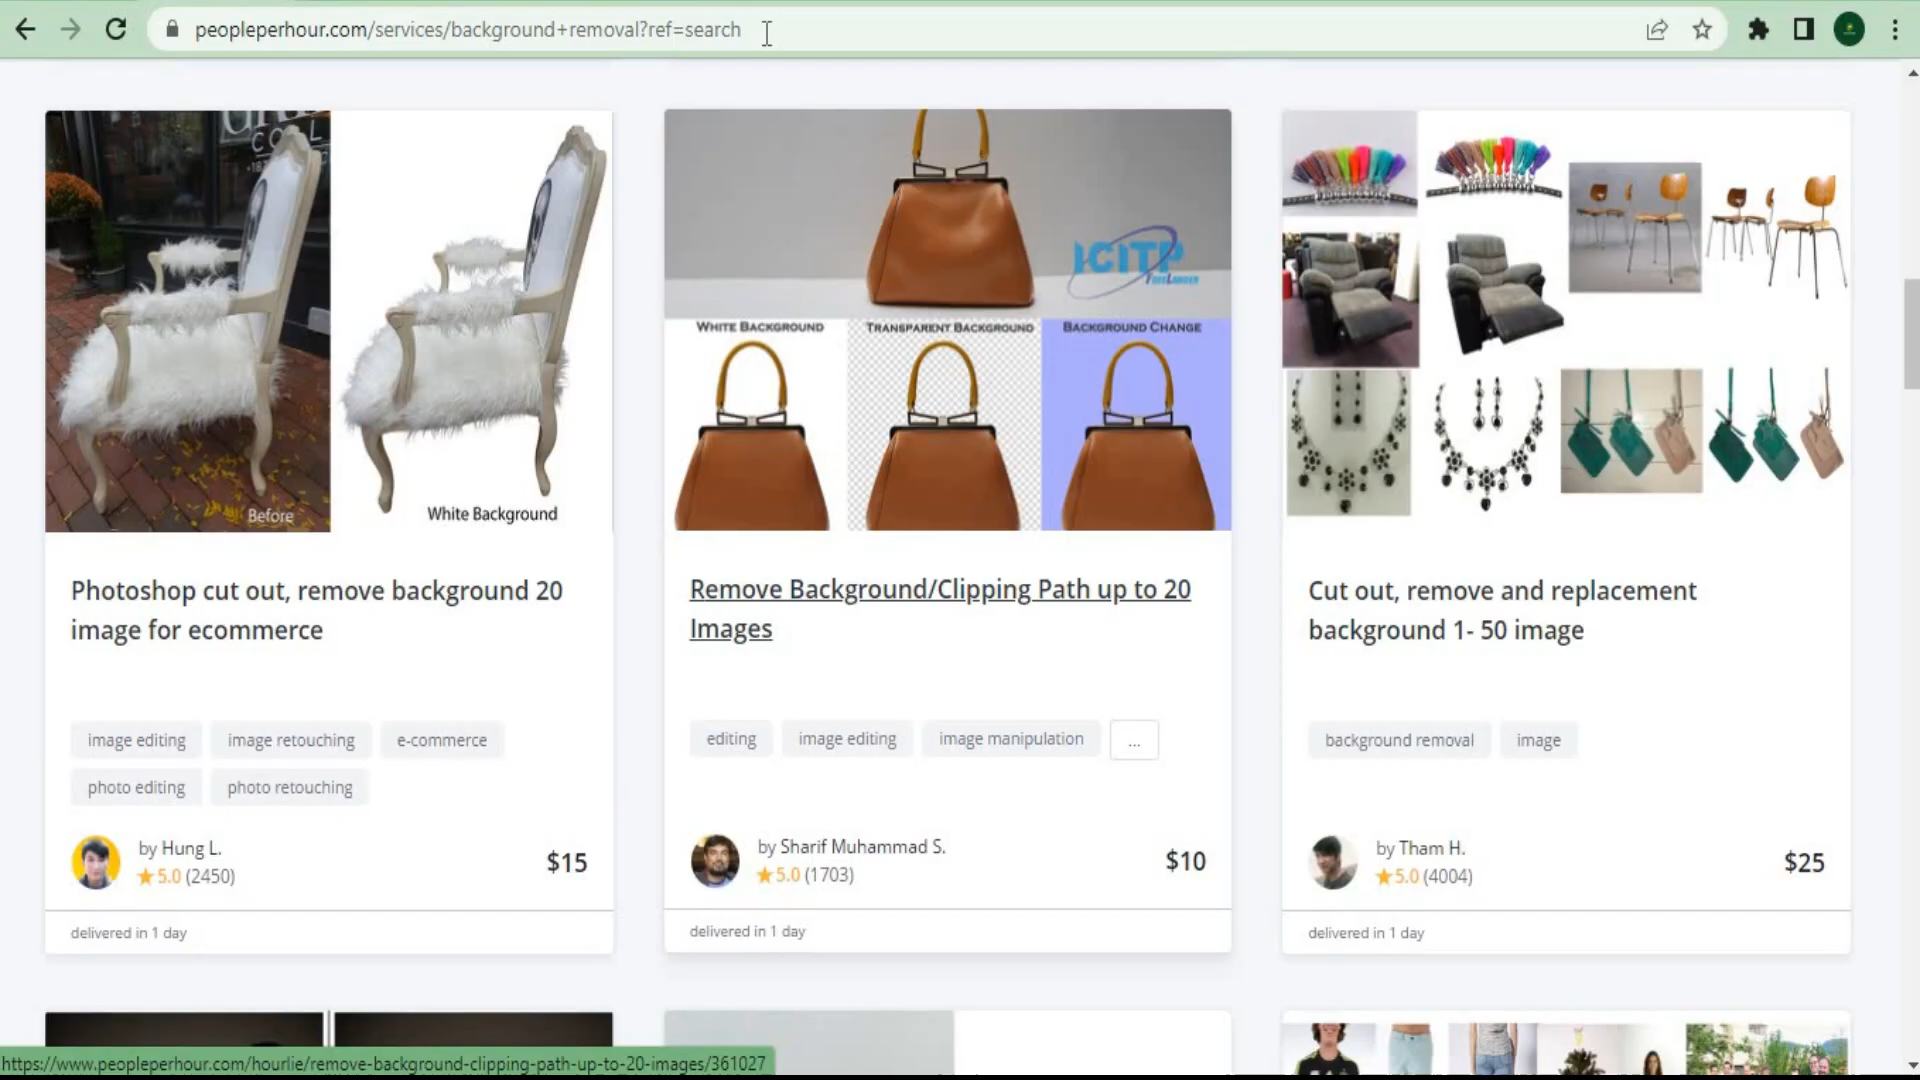 peopleperhour.com/services/background+removal?ref=search
COAL
Before
White Background
ICITP
FreeLancer
White Background
Transparent Background
Background Change
Photoshop cut out, remove background 20
image for ecommerce
image editing
image retouching
e-commerce
photo editing
photo retouching
by Hung L.
5.0 (2450)
$15
delivered in 1 day
Remove Background/Clipping Path up to 20
Images
editing
image editing
image manipulation
...
by Sharif Muhammad S.
5.0 (1703)
$10
delivered in 1 day
Cut out, remove and replacement
background 1- 50 image
background removal
image
by Tham H.
5.0 (4004)
$25
delivered in 1 day
https://www.peopleperhour.com/hourlie/remove-background-clipping-path-up-to-20-images/361027